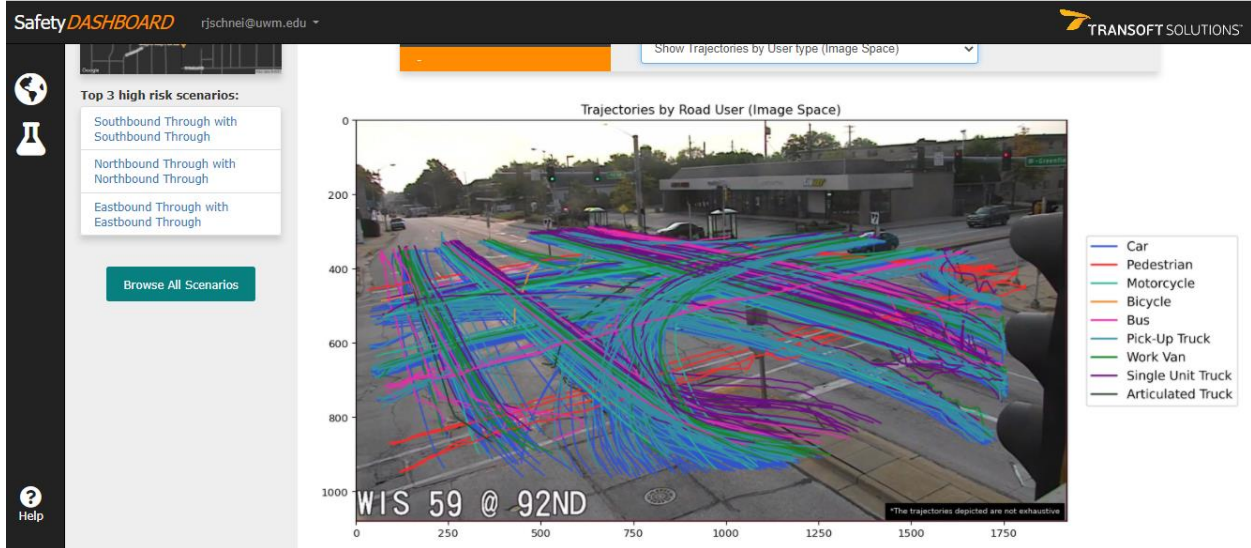 SafetyDASHBOARD
rjschnei@uwm.edu
TRANSOFT SOLUTIONS
Google
Top 3 high risk scenarios:
Southbound Through with
Southbound Through
Northbound Through with
Northbound Through
Eastbound Through with
Eastbound Through
Browse All Scenarios
Help
-
Show Trajectories by User type (Image Space)
Trajectories by Road User (Image Space)
0
200
400
600
800
1000
0
250
500
750
1000
1250
1500
1750
SUBWAY
WIS 59 @ 92ND
*The trajectories depicted are not exhaustive
Car
Pedestrian
Motorcycle
Bicycle
Bus
Pick-Up Truck
Work Van
Single Unit Truck
Articulated Truck